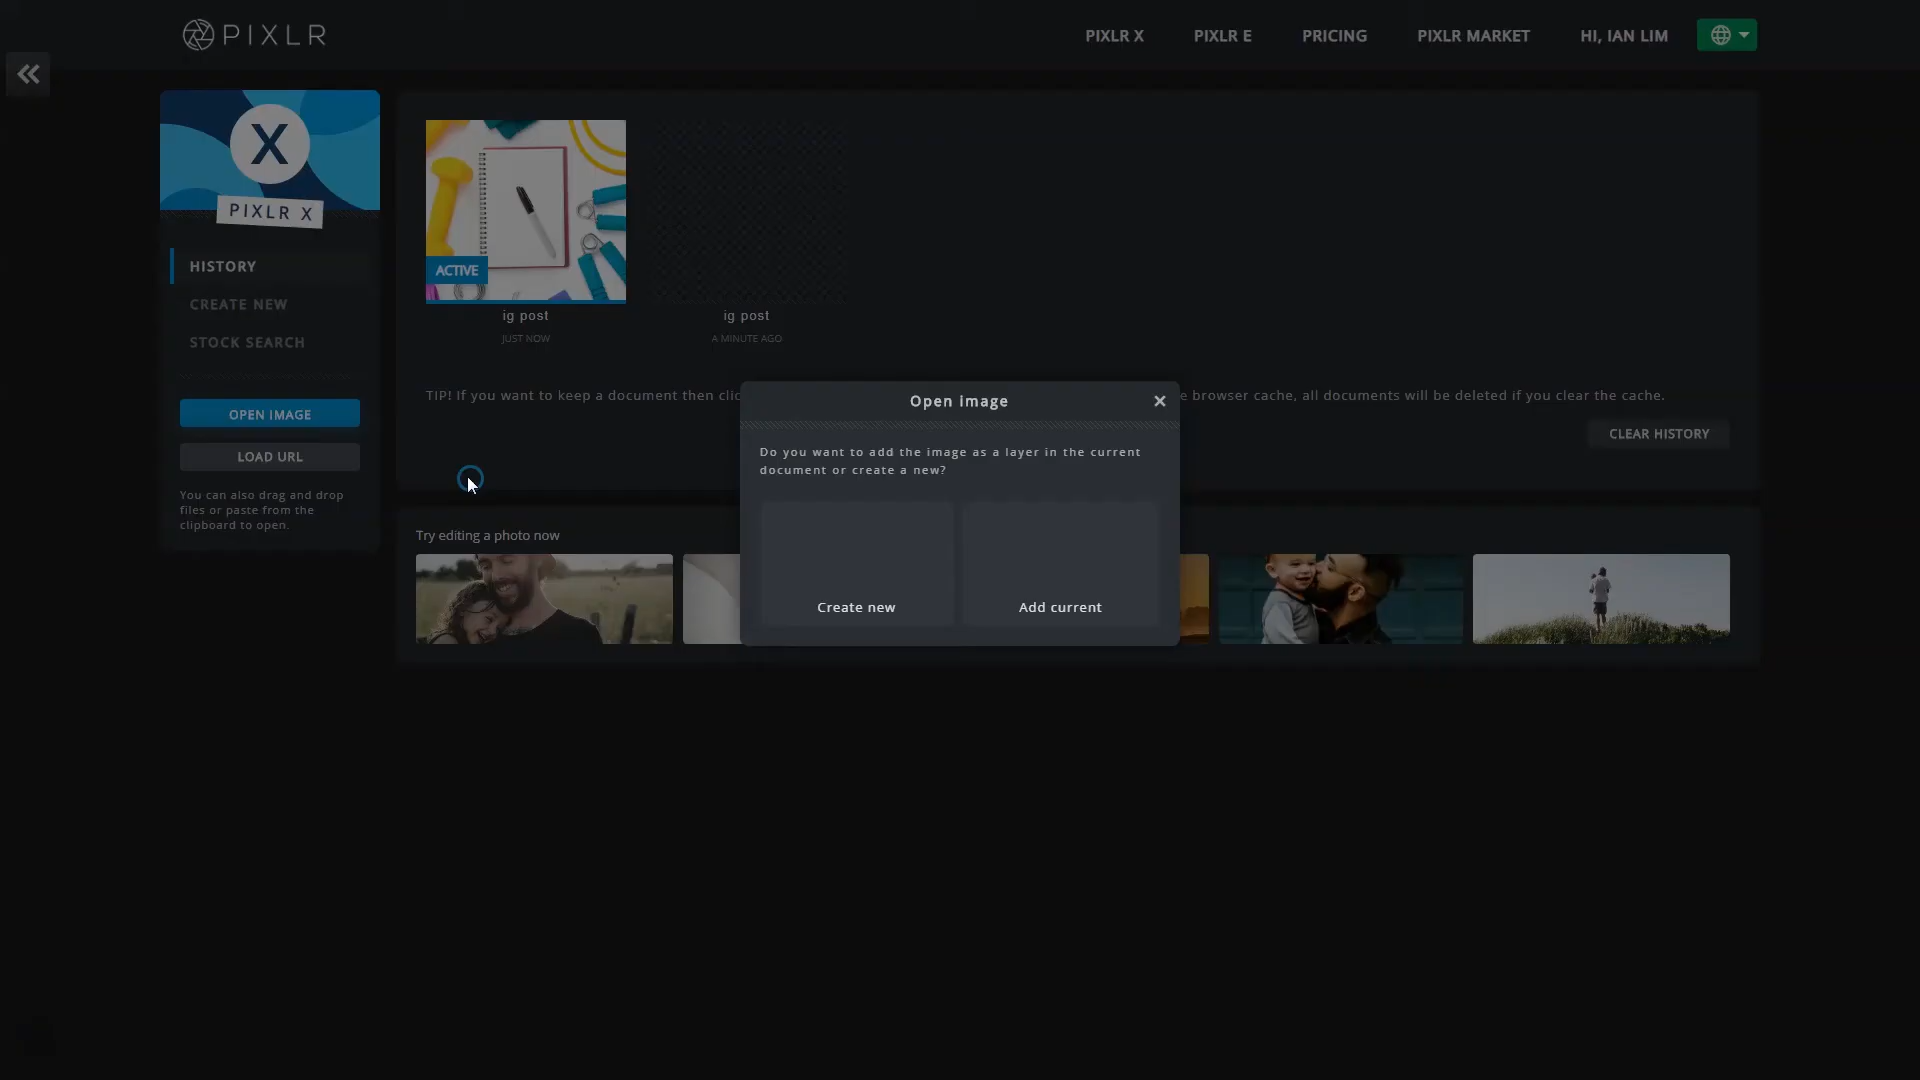 PIXLR
PIXLR X
PIXLR E
PRICING
PIXLR MARKET
HI, IAN LIM
X
PIXLR X
HISTORY
CREATE NEW
STOCK SEARCH
OPEN IMAGE
LOAD URL
You can also drag and drop
files or paste from the
clipboard to open.
ACTIVE
ig post
JUST NOW
ig post
A MINUTE AGO
TIP! If you want to keep a document then
browser cache, all documents will be deleted if you clear the cache.
CLEAR HISTORY
Open image
Do you want to add the image as a layer in the current
document or create a new?
Create new
Add current
Try editing a photo now